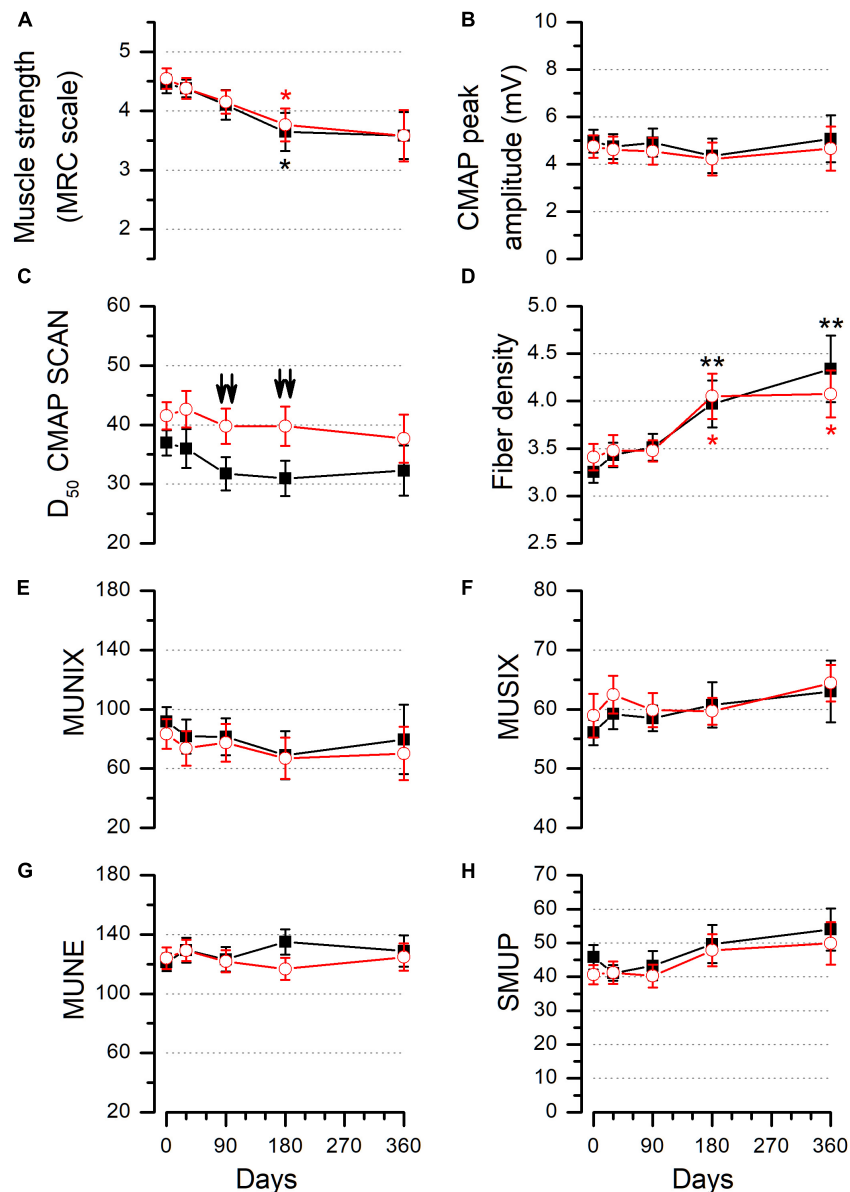 A
Muscle strength
(MRC scale)
5
4
3
2
*
*
B
CMAP peak
amplitude (mV)
10
8
6
4
2
0
C
D50 CMAP SCAN
60
50
40
30
20
D
Fiber density
5.0
4.5
4.0
3.5
3.0
2.5
**
**
*
*
E
MUNIX
180
140
100
60
20
F
MUSIX
80
70
60
50
40
G
MUNE
180
140
100
60
20
0 90 180 270 360
Days
H
SMUP
70
60
50
40
30
20
10
0
0 90 180 270 360
Days